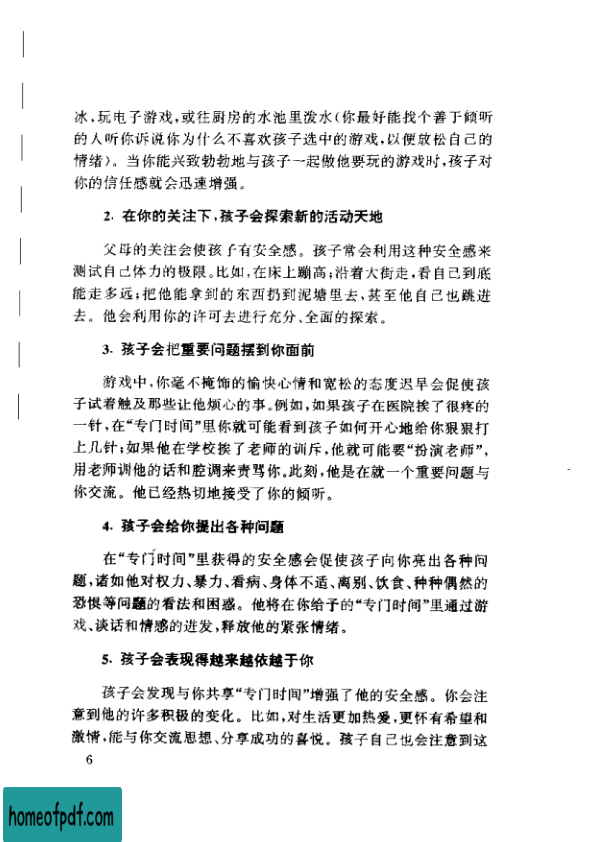 冰,玩电子游戏,或往厨房的水池里泼水(你最好能找个善于倾听
的人听你诉说你为什么不喜欢孩子选中的游戏,以便放松自己的
情绪)。当你能兴致勃勃地与孩子一起做他要玩的游戏时,孩子对
你的信任感就会迅速增强。
2. 在你的关注下,孩子会探索新的活动天地
父母的关注会使孩子有安全感。孩子常会利用这种安全感来
测试自己体力的极限。比如,在床上蹦高;沿着大街走,看自己到底
能走多远;把他能拿到的东西扔到泥塘里去,甚至他自己也跳进
去。他会利用你的许可去进行充分、全面的探索。
3. 孩子会把重要问题摆到你面前
游戏中,你毫不掩饰的愉快心情和宽松的态度迟早会促使孩
子试着触及那些让他烦心的事。例如,如果孩子在医院挨了很疼的
一针,在“专门时间”里你就可能看到孩子如何开心地给你狠狠打
上几针;如果他在学校挨了老师的训斥,他就可能要“扮演老师”,
用老师训他的话和腔调来责骂你。此刻,他是在就一个重要问题与
你交流。他已经热切地接受了你的倾听。
4. 孩子会给你提出各种问题
在“专门时间”里获得的安全感会促使孩子向你亮出各种问
题,诸如他对权力、暴力、看病、身体不适、离别、饮食、种种偶然的
恐惧等问题的看法和困惑。他将在你给予的“专门时间”里通过游
戏、谈话和情感的迸发,释放他的紧张情绪。
5. 孩子会表现得越来越依恋于你
孩子会发现与你共享“专门时间”增强了他的安全感。你会注
意到他的许多积极的变化。比如,对生活更加热爱,更怀有希望和
激情,能与你交流思想、分享成功的喜悦。孩子自己也会注意到这
6
homeofpdf.com